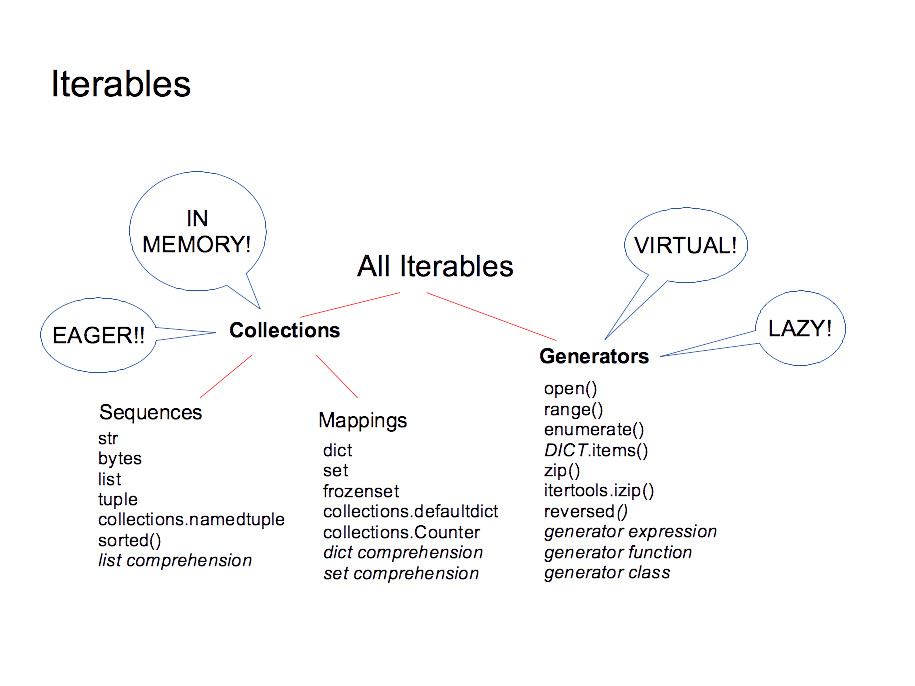 Iterables
IN
MEMORY!
EAGER!!
All Iterables
VIRTUAL!
LAZY!
Collections
Generators
Sequences
str
bytes
list
tuple
collections.namedtuple
sorted()
list comprehension
Mappings
dict
set
frozenset
collections.defaultdict
collections.Counter
dict comprehension
set comprehension
open()
range()
enumerate()
DICT.items()
zip()
itertools.izip()
reversed()
generator expression
generator function
generator class